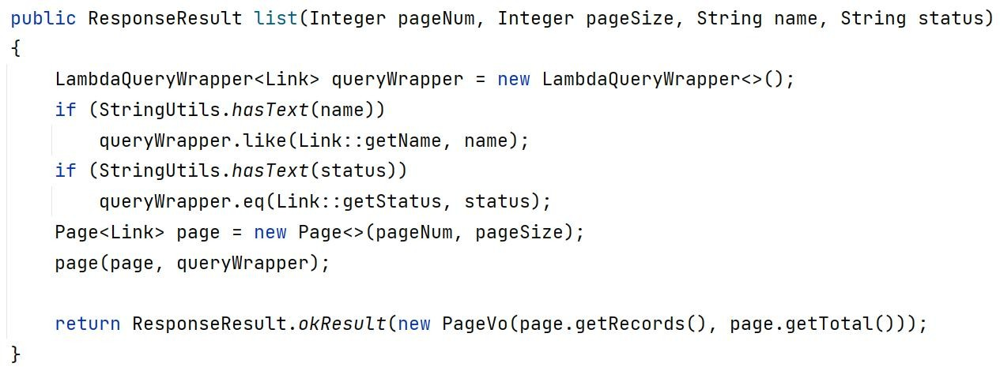 public ResponseResult list(Integer pageNum, Integer pageSize, String name, String status)
{
    LambdaQueryWrapper<Link> queryWrapper = new LambdaQueryWrapper<>();
    if (StringUtils.hasText(name))
        queryWrapper.like(Link::getName, name);
    if (StringUtils.hasText(status))
        queryWrapper.eq(Link::getStatus, status);
    Page<Link> page = new Page<>(pageNum, pageSize);
    page(page, queryWrapper);

    return ResponseResult.okResult(new PageVo(page.getRecords(), page.getTotal()));
}